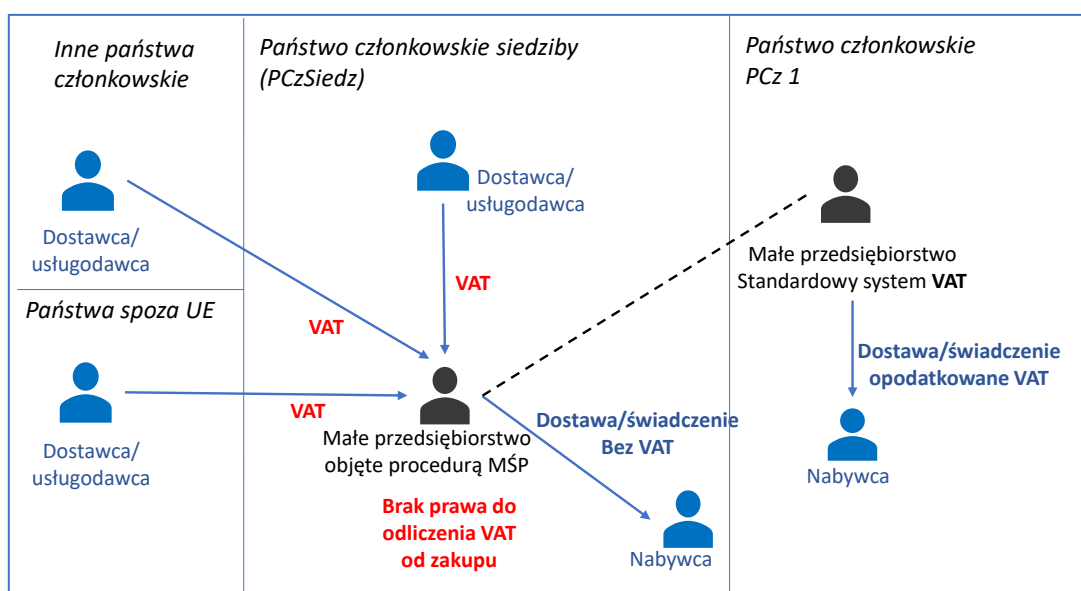 Inne państwa
członkowskie
Dostawca/
usługodawca
Państwa spoza UE
Dostawca/
usługodawca
Państwo członkowskie siedziby
(PCzSiedz)
Dostawca/
usługodawca
VAT
VAT
VAT
Małe przedsiębiorstwo
objęte procedurą MŚP
Brak prawa do
odliczenia VAT
od zakupu
Dostawa/świadczenie
Bez VAT
Nabywca
Państwo członkowskie
PCz 1
Małe przedsiębiorstwo
Standardowy system VAT
Dostawa/świadczenie
opodatkowane VAT
Nabywca